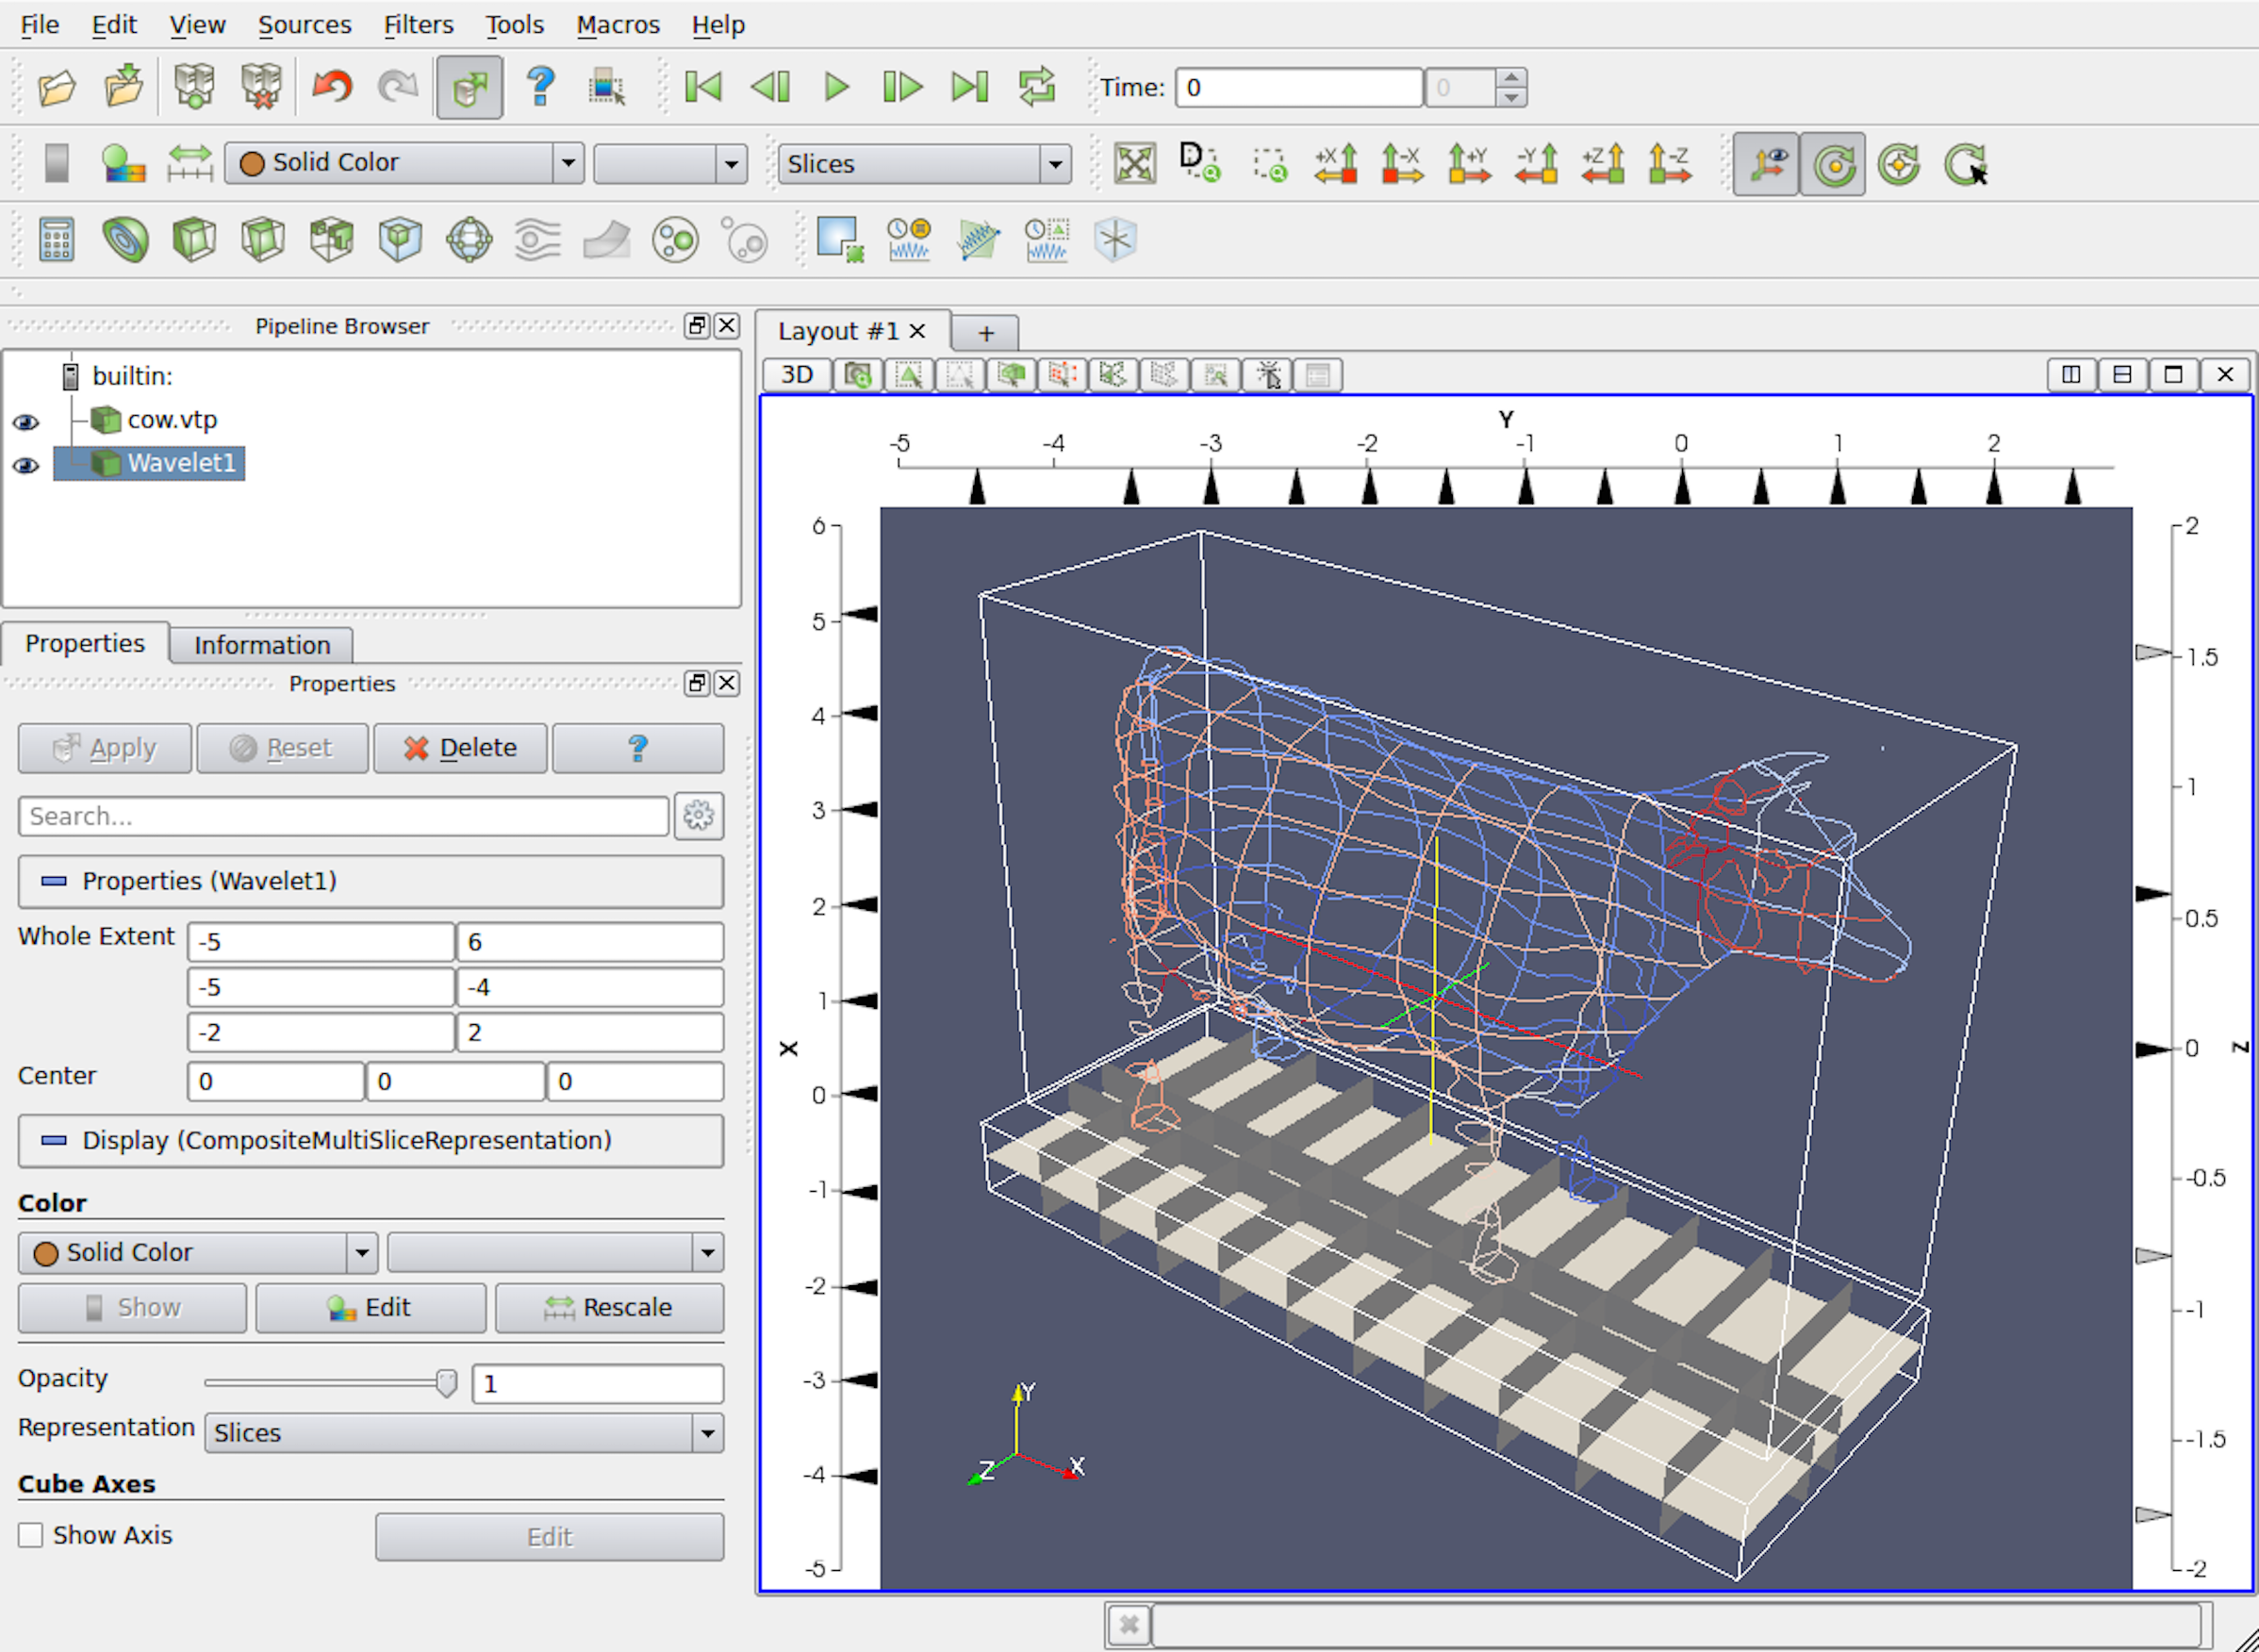 File Edit View Sources Filters Tools Macros Help
Time: 0 0
Solid Color Slices +X -X +Y -Y +Z -Z
Pipeline Browser
builtin:
cow.vtp
Wavelet1
Properties Information
Properties
Apply Reset Delete ?
Search...
Properties (Wavelet1)
Whole Extent -5 6
-5 -4
-2 2
Center 0 0 0
Display (CompositeMultiSliceRepresentation)
Color
Solid Color
Show Edit Rescale
Opacity 1
Representation Slices
Cube Axes
Show Axis Edit
Layout #1 +
3D
Y
-5 -4 -3 -2 -1 0 1 2
6
5
4
3
2
1
0
-1
-2
-3
-4
-5
X
2
1.5
1
0.5
0
-0.5
-1
-1.5
-2
Z
Y
Z X